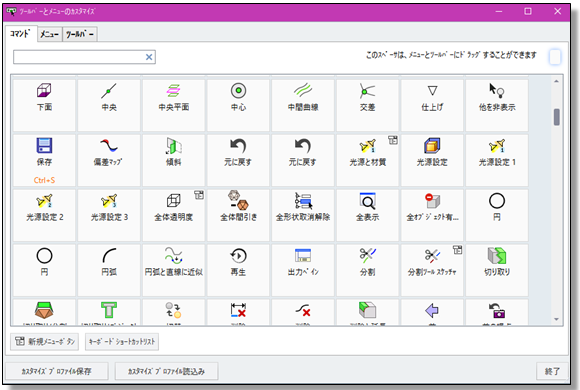 ツールバーとメニューのカスタマイズ
コマンド メニュー ツールバー
このスペーサは、メニューとツールバーにドラッグすることができます
下面 中央 中央平面 中心 中間曲線 交差 仕上げ 他を非表示
保存 偏差マップ 傾斜 元に戻す 元に戻す 光源と材質 光源設定 光源設定 1
Ctrl+S
光源設定 2 光源設定 3 全体透明度 全体間引き 全形状取消解除 全表示 全オブジェクト有... 円
円 円弧 円弧と直線に近似 再生 出力ペイン 分割 分割ツール スケッチャ 切り取り
新規メニューボタン キーボードショートカットリスト
カスタマイズ プロファイル保存 カスタマイズ プロファイル読込み 終了